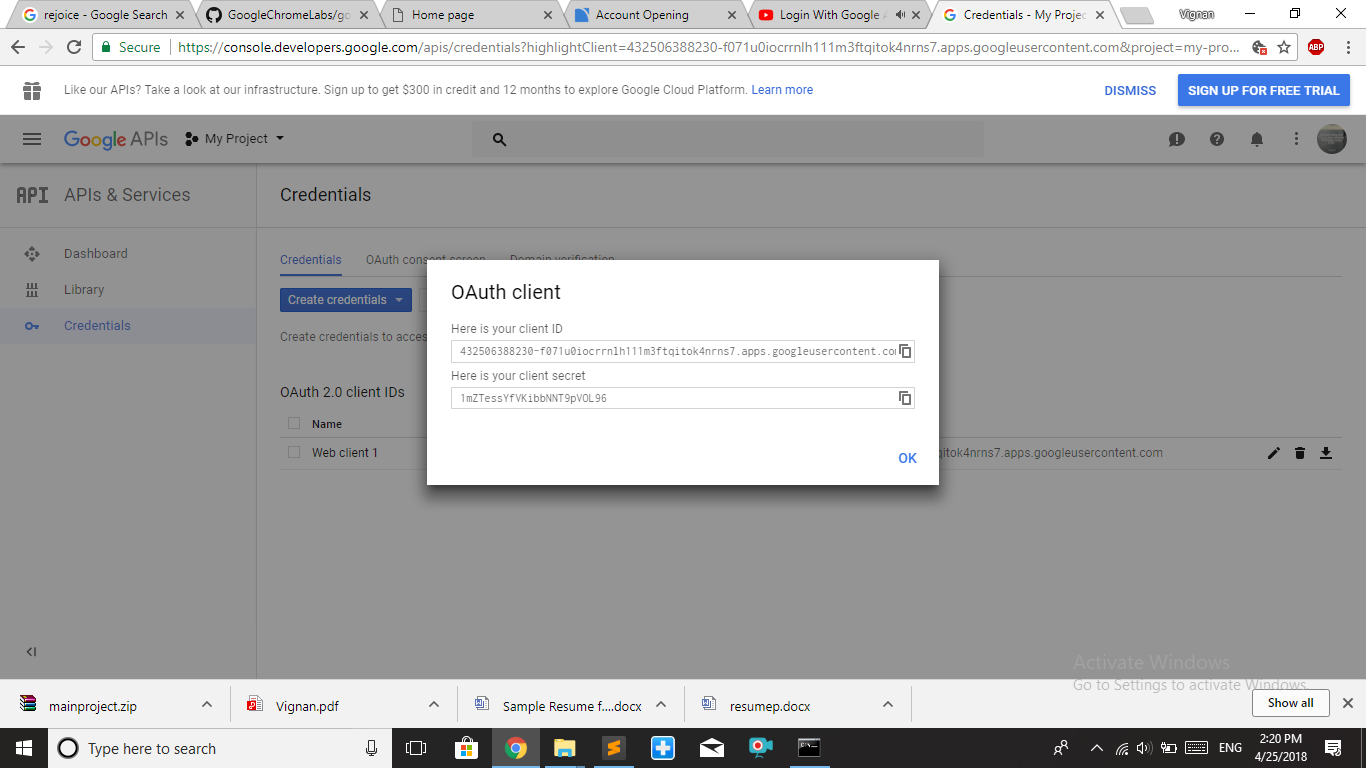 rejoice - Google Search
GoogleChromeLabs/go
Home page
Account Opening
Login With Google A
Credentials - My Projec
Vignan
Secure
https://console.developers.google.com/apis/credentials?highlightClient=432506388230-f071u0iocrrnlh111m3ftqitok4nrns7.apps.googleusercontent.com&project=my-pro...
ABP
Like our APIs? Take a look at our infrastructure. Sign up to get $300 in credit and 12 months to explore Google Cloud Platform. Learn more
DISMISS
SIGN UP FOR FREE TRIAL
Google APIs
My Project
API APIs & Services
Credentials
Dashboard
Library
Credentials
Credentials
OAuth consent screen
Domain verification
Create credentials
Create credentials to acces
OAuth 2.0 client IDs
Name
Web client 1
qitok4nrns7.apps.googleusercontent.com
OAuth client
Here is your client ID
432506388230-f071u0iocrrnlh111m3ftqitok4nrns7.apps.googleusercontent.co
Here is your client secret
1mZTessYfVKibbNNT9pVOL96
OK
Activate Windows
Go to Settings to activate Windows.
mainproject.zip
Vignan.pdf
Sample Resume f....docx
resumep.docx
Show all
Type here to search
ENG
2:20 PM
4/25/2018